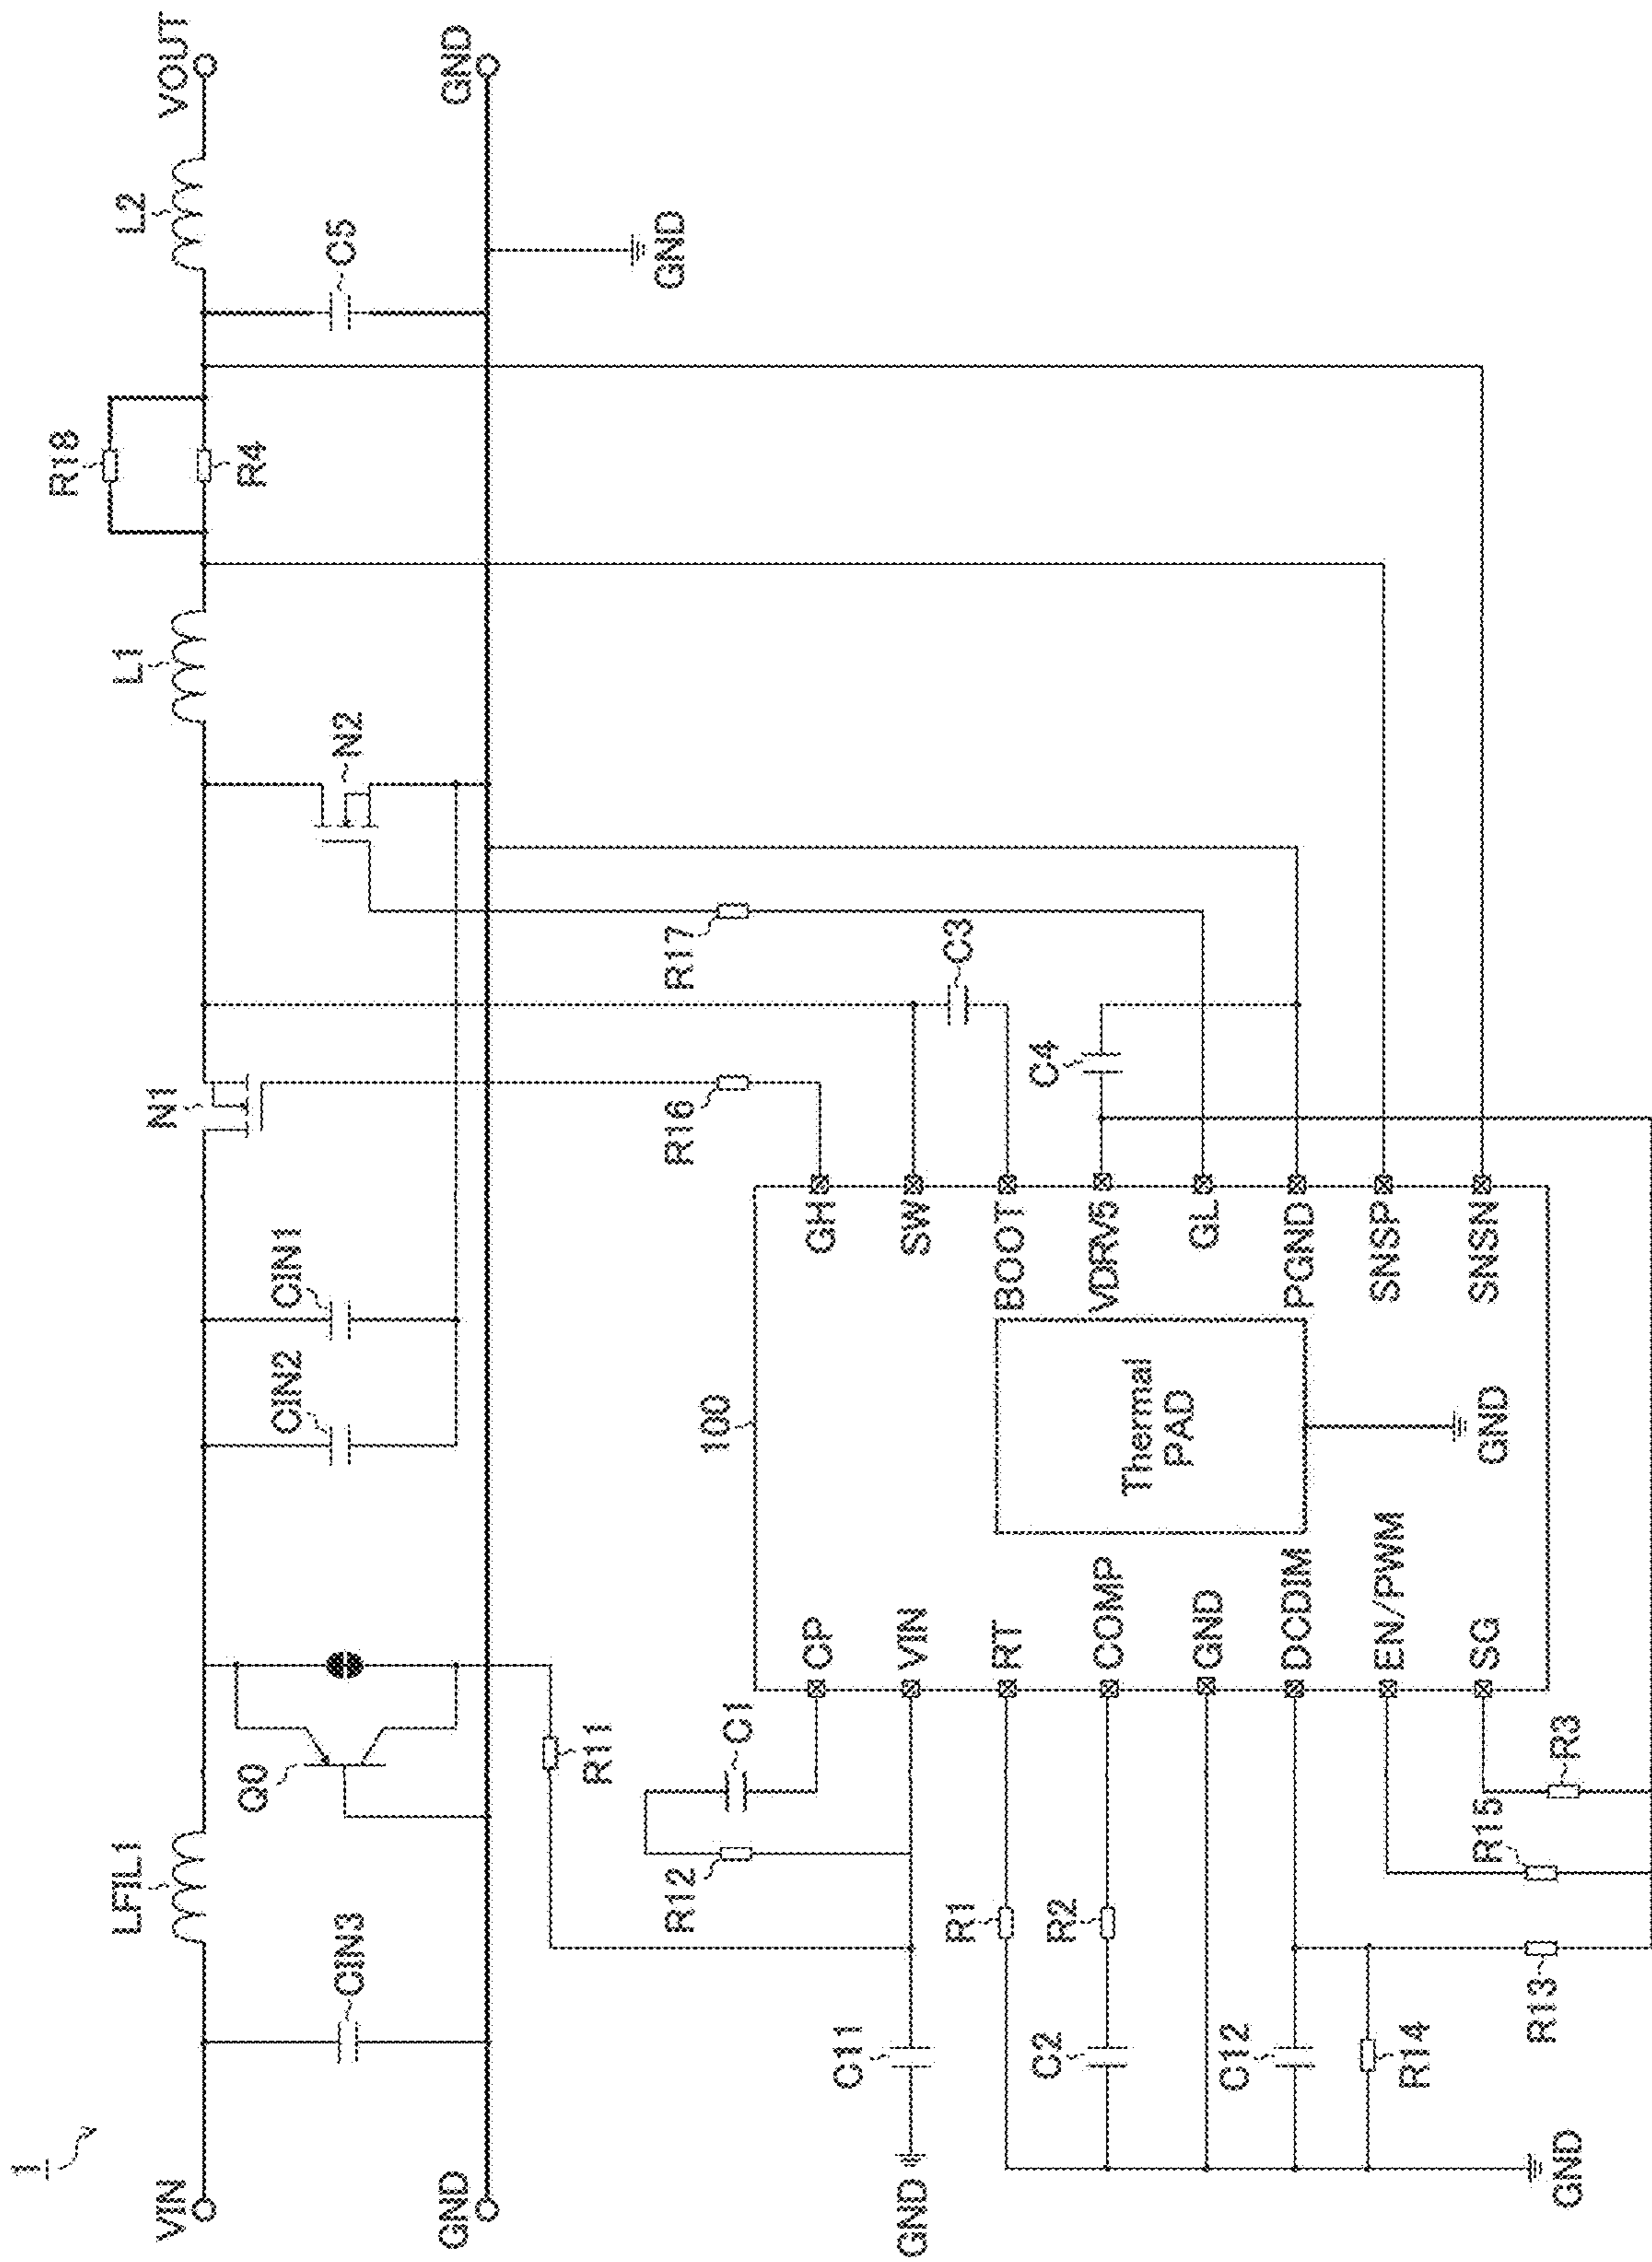 1
VIN
VOUT
GND
GND
LFIL1
CIN3
Q0
CIN2
CIN1
N1
N2
L1
R18
R4
L2
C5
GND
R11
R16
R17
C3
C4
R12
C1
C11
GND
100
CP
VIN
RT
COMP
GND
DCDIM
EN/PWM
SG
Thermal
PAD
GND
GH
SW
BOOT
VDRV5
GL
PGND
SNSP
SNSN
R1
R2
C2
C12
R14
R13
R15
R3
GND